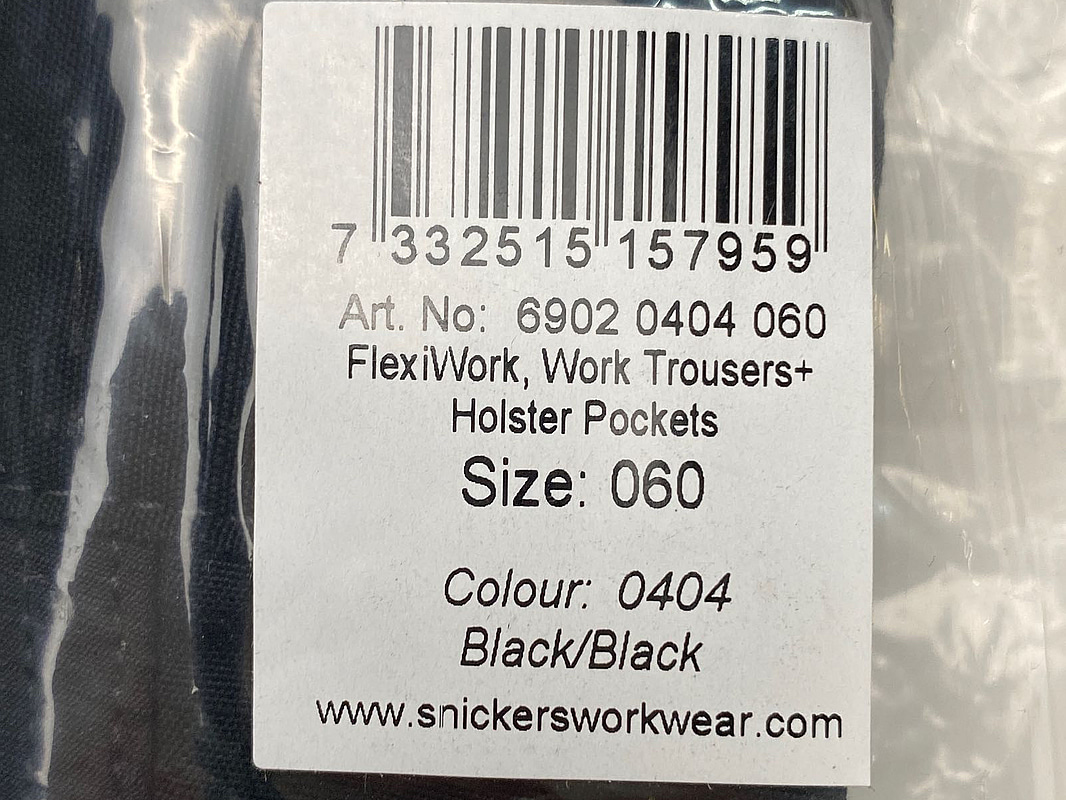 7 332515 157959
Art. No: 6902 0404 060
FlexiWork, Work Trousers+
Holster Pockets
Size: 060
Colour: 0404
Black/Black
www.snickersworkwear.com